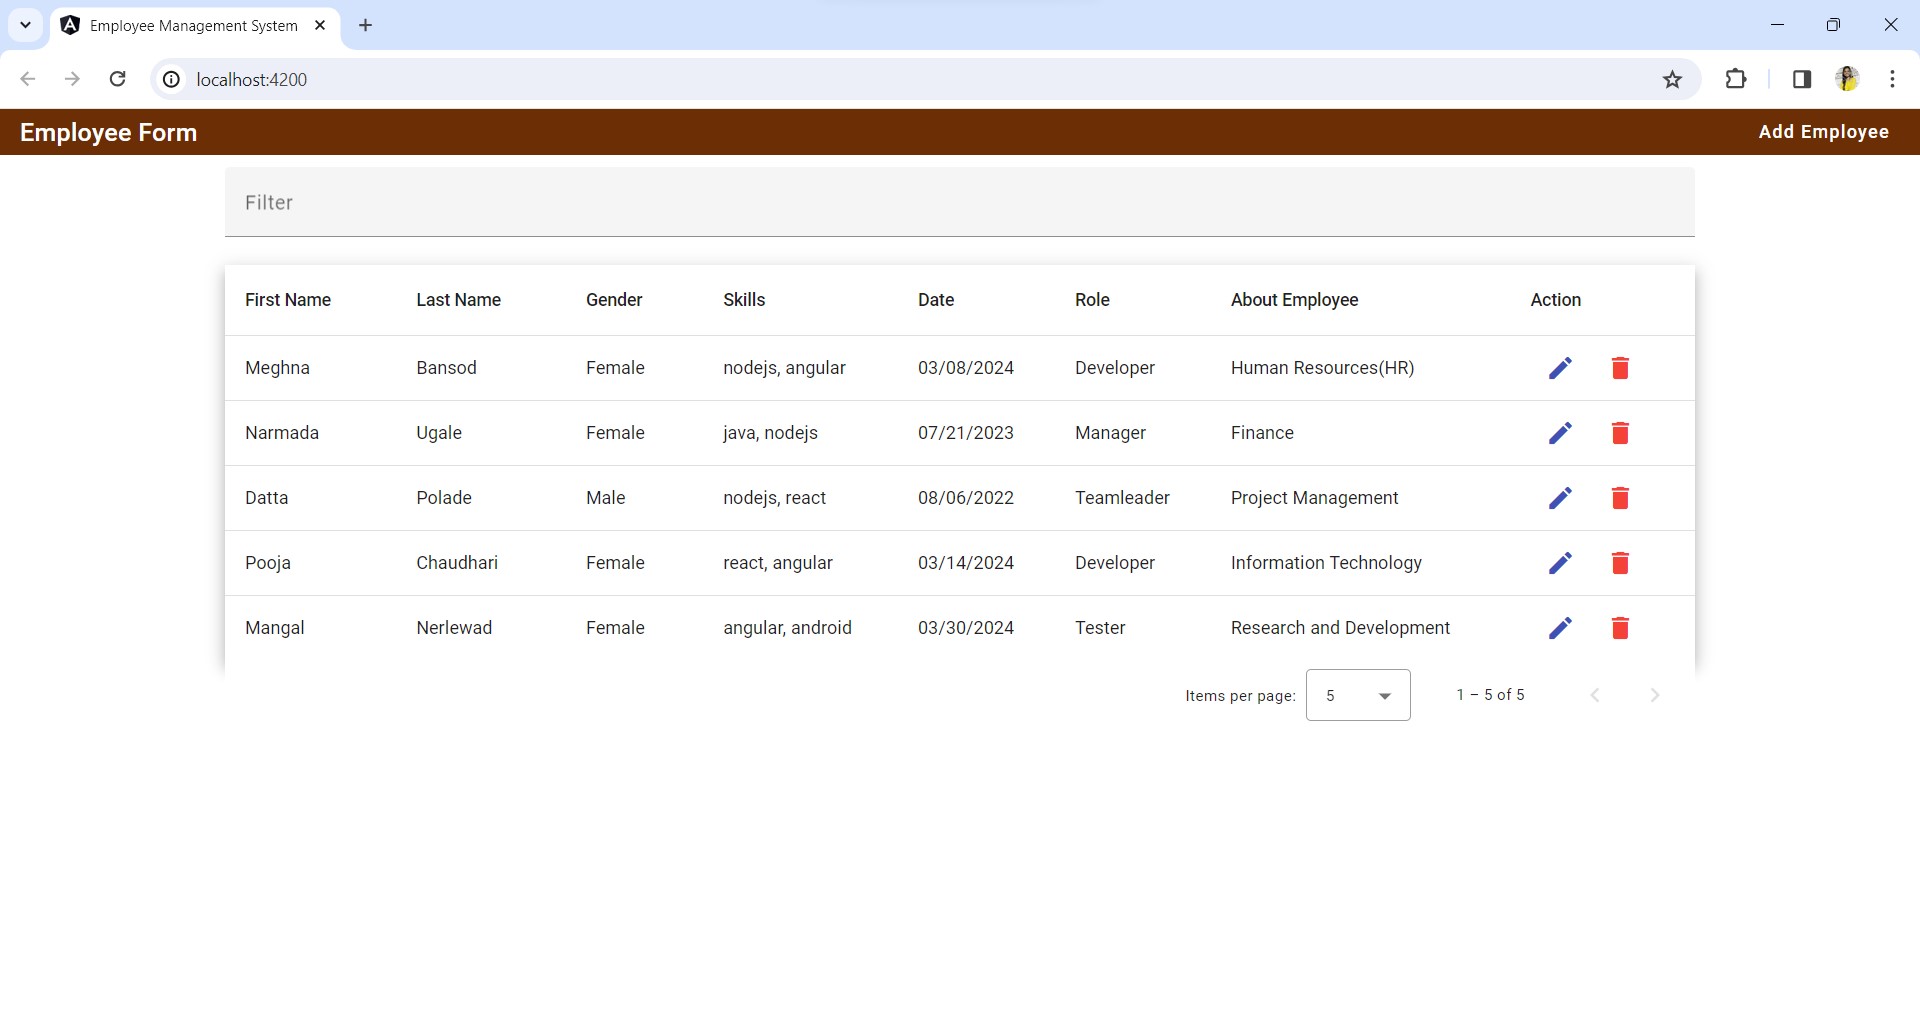 Employee Management System
localhost:4200
Employee Form Add Employee
Filter
First Name Last Name Gender Skills Date Role About Employee Action
Meghna Bansod Female nodejs, angular 03/08/2024 Developer Human Resources(HR)
Narmada Ugale Female java, nodejs 07/21/2023 Manager Finance
Datta Polade Male nodejs, react 08/06/2022 Teamleader Project Management
Pooja Chaudhari Female react, angular 03/14/2024 Developer Information Technology
Mangal Nerlewad Female angular, android 03/30/2024 Tester Research and Development
Items per page: 5 1 – 5 of 5